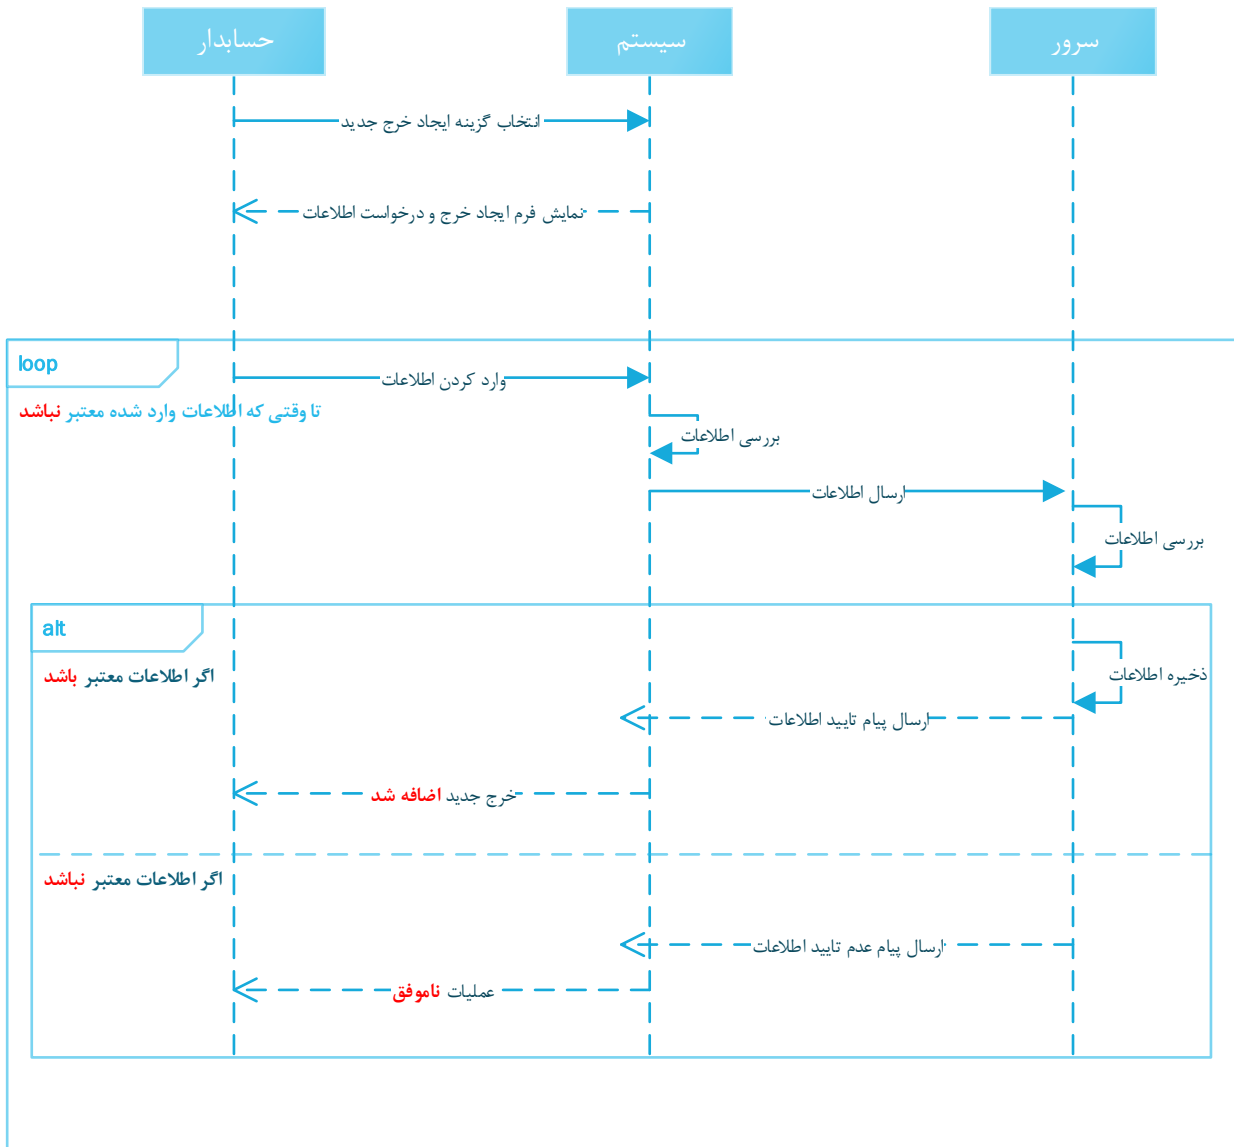 حسابدار
سیستم
سرور
انتخاب گزینه ایجاد خرج جدید
نمایش فرم ایجاد خرج و درخواست اطلاعات
loop
وارد کردن اطلاعات
تا وقتی که اطلاعات وارد شده معتبر نباشد
بررسی اطلاعات
ارسال اطلاعات
بررسی اطلاعات
alt
اگر اطلاعات معتبر باشد
ذخیره اطلاعات
ارسال پیام تایید اطلاعات
خرج جدید اضافه شد
اگر اطلاعات معتبر نباشد
ارسال پیام عدم تایید اطلاعات
عملیات ناموفق